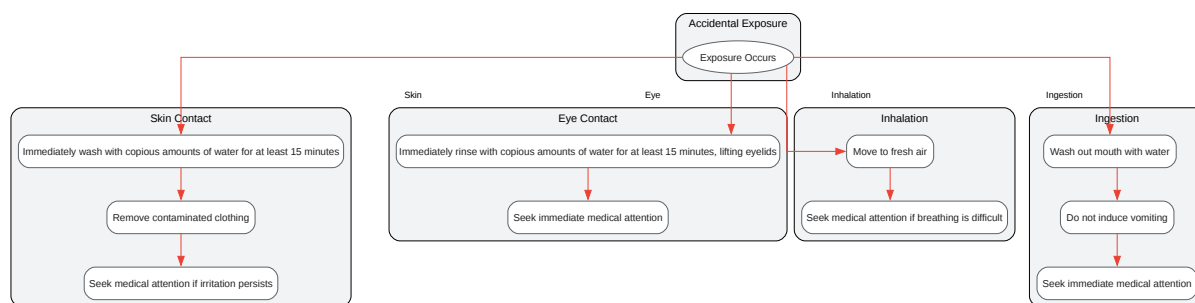 Accidental Exposure
Exposure Occurs
Skin
Eye
Inhalation
Ingestion
Skin Contact
Immediately wash with copious amounts of water for at least 15 minutes
Remove contaminated clothing
Seek medical attention if irritation persists
Eye Contact
Immediately rinse with copious amounts of water for at least 15 minutes, lifting eyelids
Seek immediate medical attention
Inhalation
Move to fresh air
Seek medical attention if breathing is difficult
Ingestion
Wash out mouth with water
Do not induce vomiting
Seek immediate medical attention